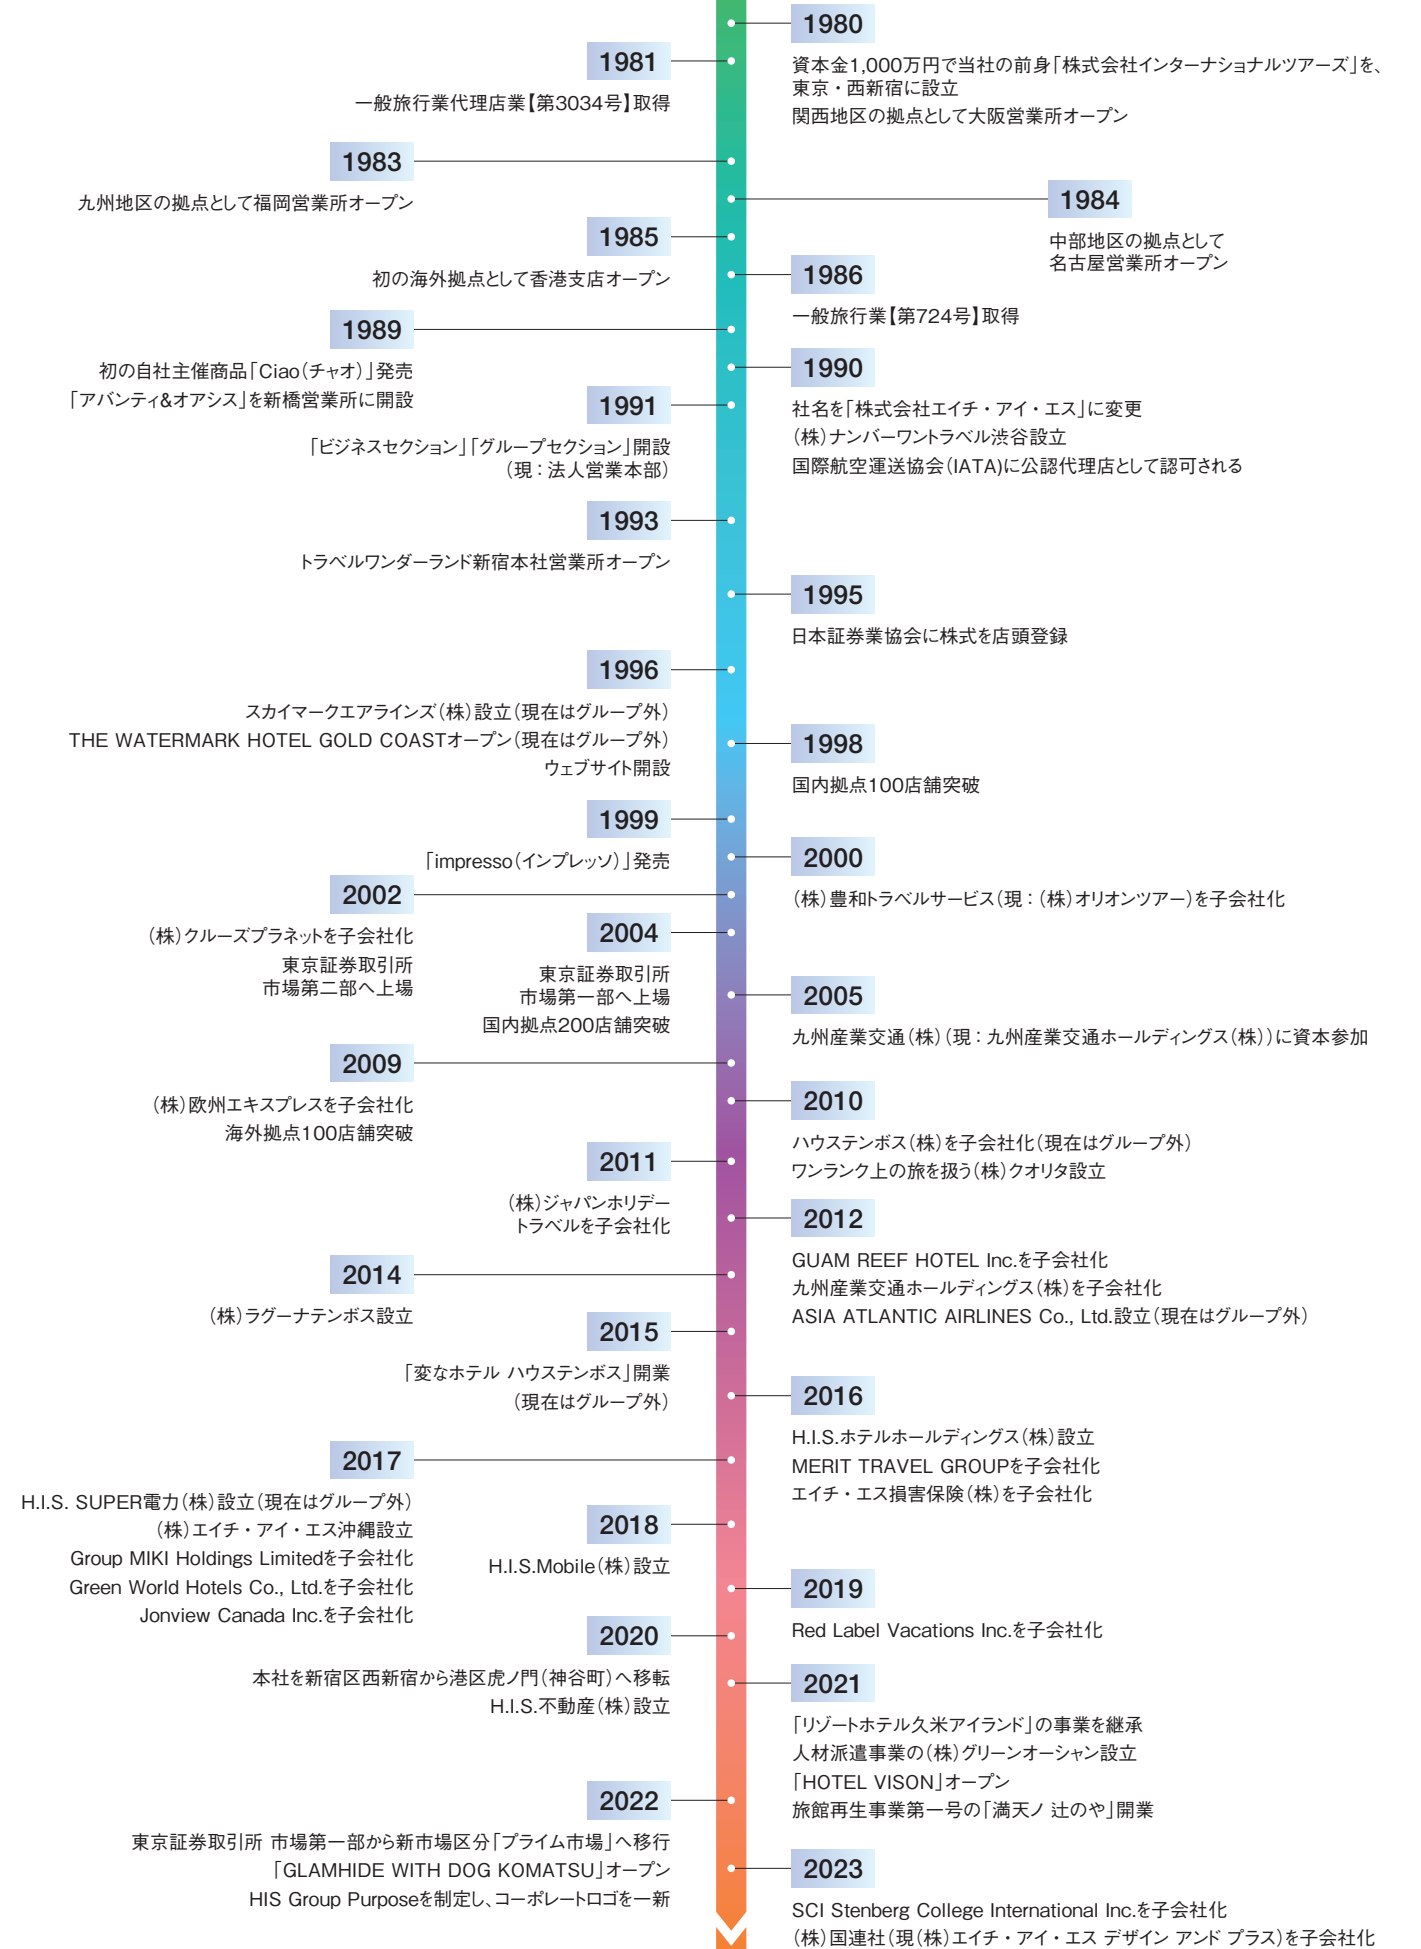 1980
資本金1,000万円で当社の前身「株式会社インターナショナルツアーズ」を、
東京・西新宿に設立
関西地区の拠点として大阪営業所オープン
1981
一般旅行業代理店業【第3034号】取得
1983
九州地区の拠点として福岡営業所オープン
1984
中部地区の拠点として
名古屋営業所オープン
1985
初の海外拠点として香港支店オープン
1986
一般旅行業【第724号】取得
1989
初の自社主催商品「Ciao（チャオ）」発売
「アバンティ&オアシス」を新橋営業所に開設
1990
社名を「株式会社エイチ・アイ・エス」に変更
（株）ナンバーワントラベル渋谷設立
国際航空運送協会（IATA)に公認代理店として認可される
1991
「ビジネスセクション」「グループセクション」開設
（現：法人営業本部）
1993
トラベルワンダーランド新宿本社営業所オープン
1995
日本証券業協会に株式を店頭登録
1996
スカイマークエアラインズ（株）設立（現在はグループ外）
THE WATERMARK HOTEL GOLD COASTオープン（現在はグループ外）
ウェブサイト開設
1998
国内拠点100店舗突破
1999
「impresso（インプレッソ）」発売
2000
（株）豊和トラベルサービス（現：（株）オリオンツアー）を子会社化
2002
（株）クルーズプラネットを子会社化
東京証券取引所
市場第二部へ上場
2004
東京証券取引所
市場第一部へ上場
国内拠点200店舗突破
2005
九州産業交通（株）（現：九州産業交通ホールディングス（株））に資本参加
2009
（株）欧州エキスプレスを子会社化
海外拠点100店舗突破
2010
ハウステンボス（株）を子会社化（現在はグループ外）
ワンランク上の旅を扱う（株）クオリタ設立
2011
（株）ジャパンホリデー
トラベルを子会社化
2012
GUAM REEF HOTEL Inc.を子会社化
九州産業交通ホールディングス（株）を子会社化
ASIA ATLANTIC AIRLINES Co., Ltd.設立（現在はグループ外）
2014
（株）ラグーナテンボス設立
2015
「変なホテル ハウステンボス」開業
（現在はグループ外）
2016
H.I.S.ホテルホールディングス（株）設立
MERIT TRAVEL GROUPを子会社化
エイチ・エス損害保険（株）を子会社化
2017
H.I.S. SUPER電力（株）設立（現在はグループ外）
（株）エイチ・アイ・エス沖縄設立
Group MIKI Holdings Limitedを子会社化
Green World Hotels Co., Ltd.を子会社化
Jonview Canada Inc.を子会社化
2018
H.I.S.Mobile（株）設立
2019
Red Label Vacations Inc.を子会社化
2020
本社を新宿区西新宿から港区虎ノ門（神谷町）へ移転
H.I.S.不動産（株）設立
2021
「リゾートホテル久米アイランド」の事業を継承
人材派遣事業の（株）グリーンオーシャン設立
「HOTEL VISON」オープン
旅館再生事業第一号の「満天ノ 辻のや」開業
2022
東京証券取引所 市場第一部から新市場区分「プライム市場」へ移行
「GLAMHIDE WITH DOG KOMATSU」オープン
HIS Group Purposeを制定し、コーポレートロゴを一新
2023
SCI Stenberg College International Inc.を子会社化
（株）国連社（現（株）エイチ・アイ・エス デザイン アンド プラス）を子会社化